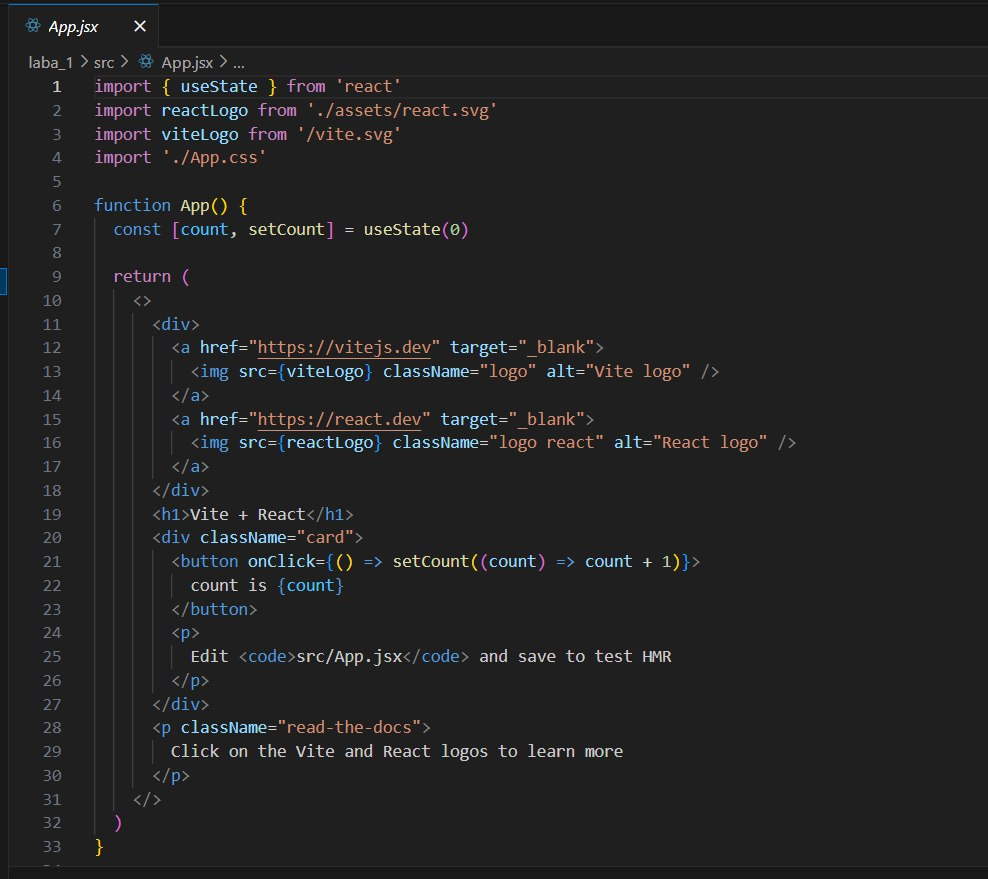 App.jsx
laba_1 > src > App.jsx > ...
1 import { useState } from 'react'
2 import reactLogo from './assets/react.svg'
3 import viteLogo from '/vite.svg'
4 import './App.css'
5
6 function App() {
7   const [count, setCount] = useState(0)
8
9   return (
10     <>
11       <div>
12         <a href="https://vitejs.dev" target="_blank">
13           <img src={viteLogo} className="logo" alt="Vite logo" />
14         </a>
15         <a href="https://react.dev" target="_blank">
16           <img src={reactLogo} className="logo react" alt="React logo" />
17         </a>
18       </div>
19       <h1>Vite + React</h1>
20       <div className="card">
21         <button onClick={() => setCount((count) => count + 1)}>
22           count is {count}
23         </button>
24         <p>
25           Edit <code>src/App.jsx</code> and save to test HMR
26         </p>
27       </div>
28       <p className="read-the-docs">
29         Click on the Vite and React logos to learn more
30       </p>
31     </>
32   )
33 }